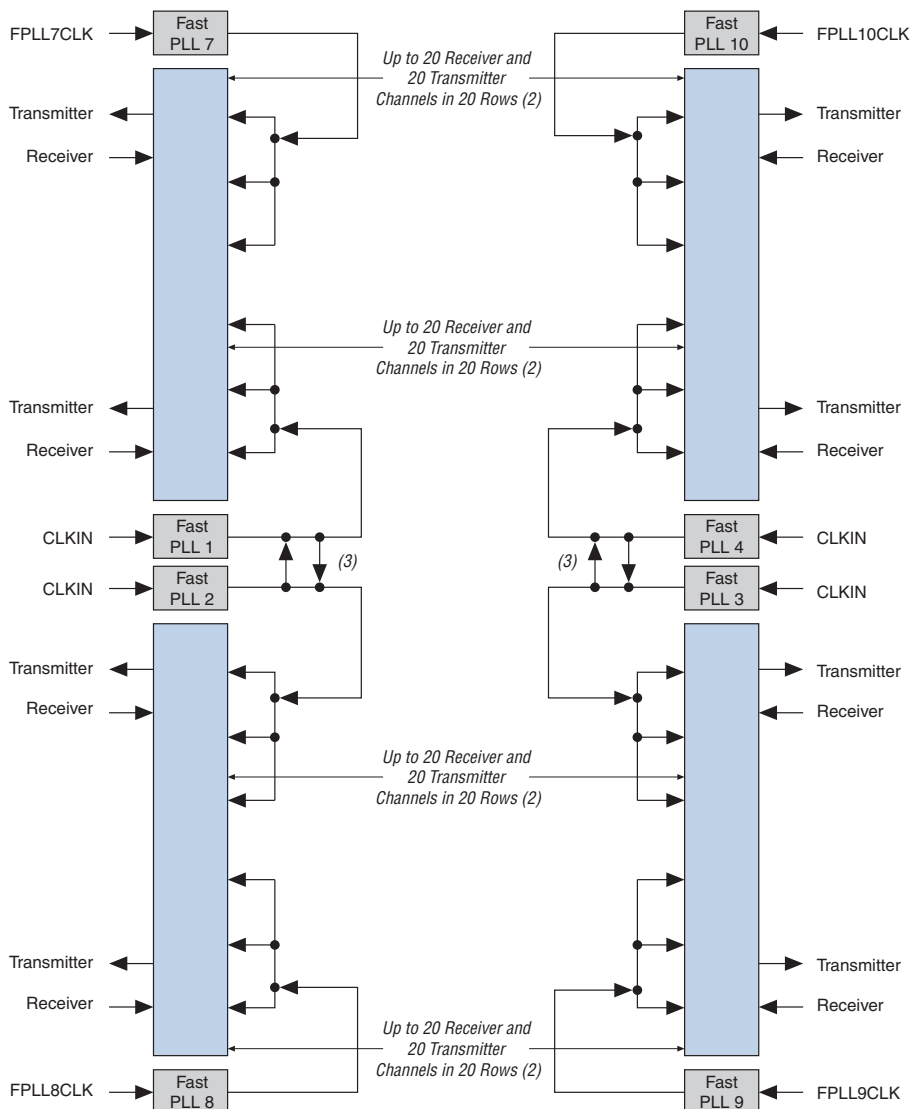 FPLL7CLK
Fast
PLL 7
Fast
PLL 10
FPLL10CLK
Up to 20 Receiver and
20 Transmitter
Channels in 20 Rows (2)
Transmitter
Receiver
Transmitter
Receiver
Up to 20 Receiver and
20 Transmitter
Channels in 20 Rows (2)
Transmitter
Receiver
Transmitter
Receiver
CLKIN
Fast
PLL 1
(3)
(3)
Fast
PLL 4
CLKIN
CLKIN
Fast
PLL 2
Fast
PLL 3
CLKIN
Transmitter
Receiver
Transmitter
Receiver
Up to 20 Receiver and
20 Transmitter
Channels in 20 Rows (2)
Transmitter
Receiver
Transmitter
Receiver
Up to 20 Receiver and
20 Transmitter
Channels in 20 Rows (2)
FPLL8CLK
Fast
PLL 8
Fast
PLL 9
FPLL9CLK